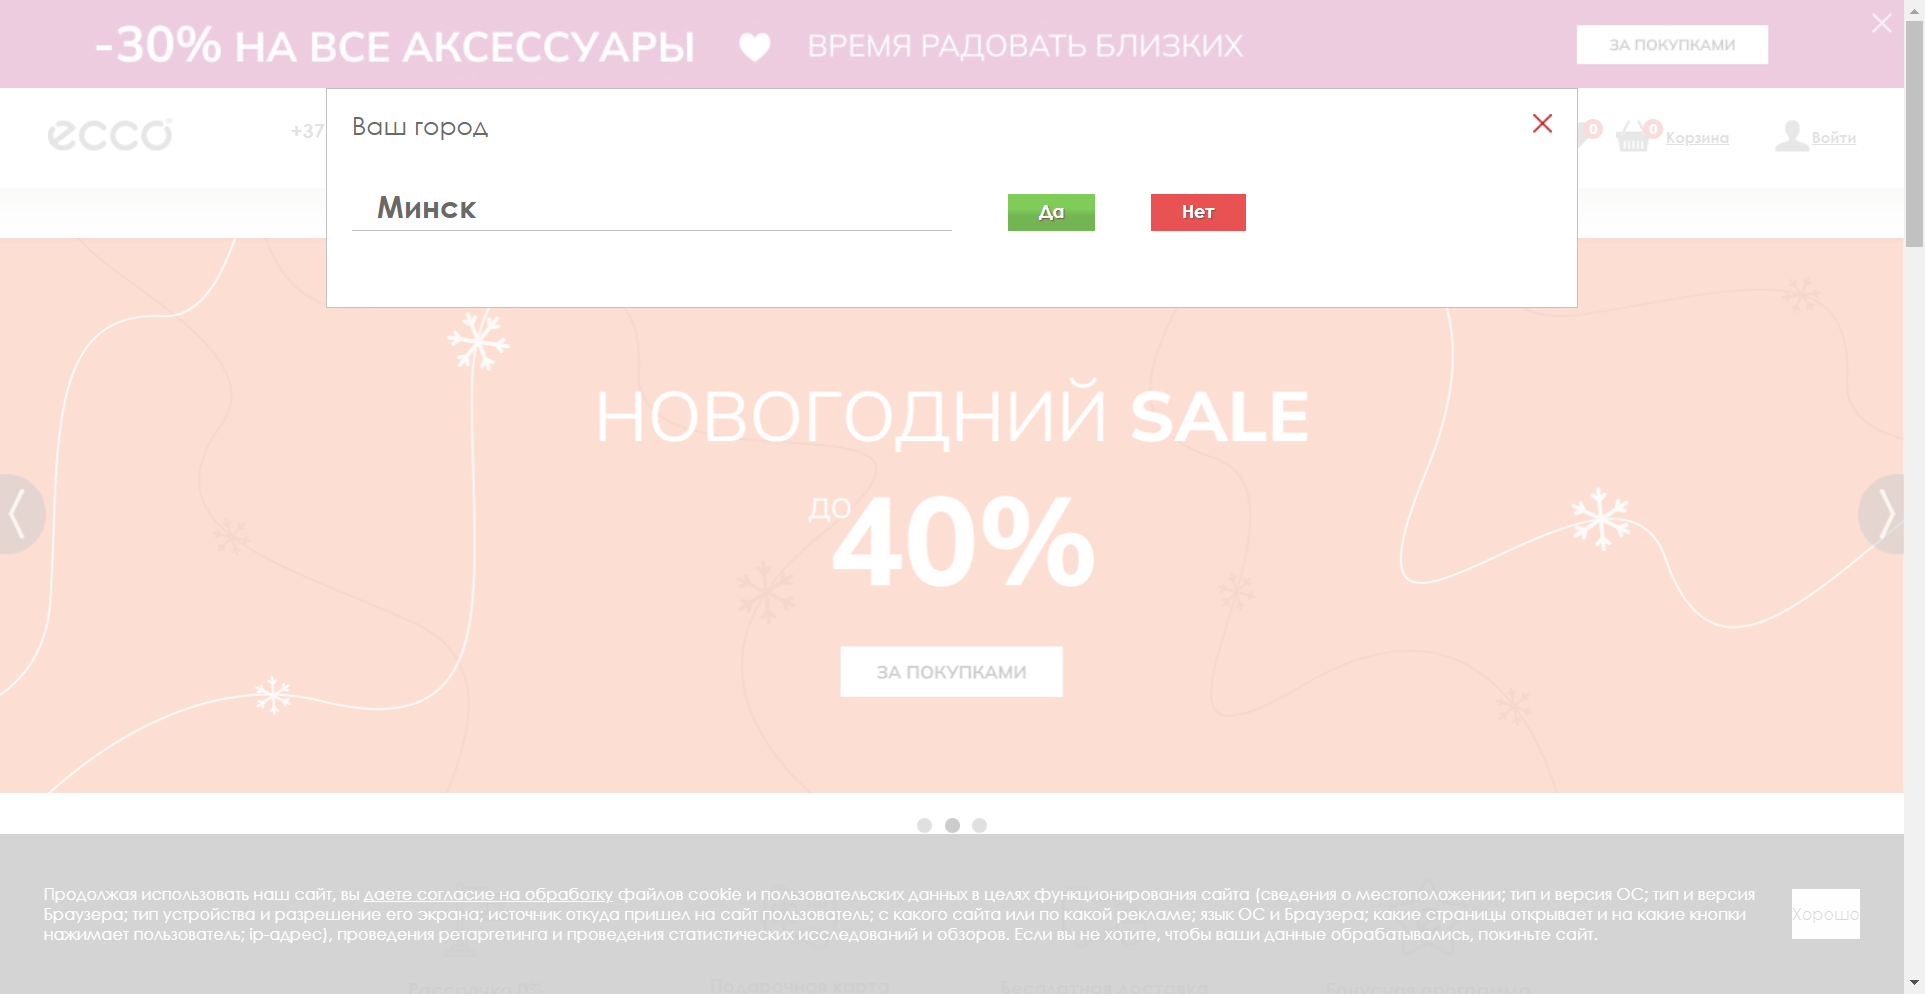 -30% НА ВСЕ АКСЕССУАРЫ ВРЕМЯ РАДОВАТЬ БЛИЗКИХ ЗА ПОКУПКАМИ
ecco
+37
Ваш город
0
0
Корзина
Войти
Минск
Да
Нет
НОВОГОДНИЙ SALE
ДО 40%
ЗА ПОКУПКАМИ
Продолжая использовать наш сайт, вы даете согласие на обработку файлов cookie и пользовательских данных в целях функционирования сайта (сведения о местоположении; тип и версия ОС; тип и версия
Браузера; тип устройства и разрешение его экрана; источник откуда пришел на сайт пользователь; с какого сайта или по какой рекламе; язык ОС и Браузера; какие страницы открывает и на какие кнопки
нажимает пользователь; ip-адрес), проведения ретаргетинга и проведения статистических исследований и обзоров. Если вы не хотите, чтобы ваши данные обрабатывались, покиньте сайт.
Хорошо
Рассрочка 0%
Подарочная карта
Бесплатная доставка
Бонусная программа